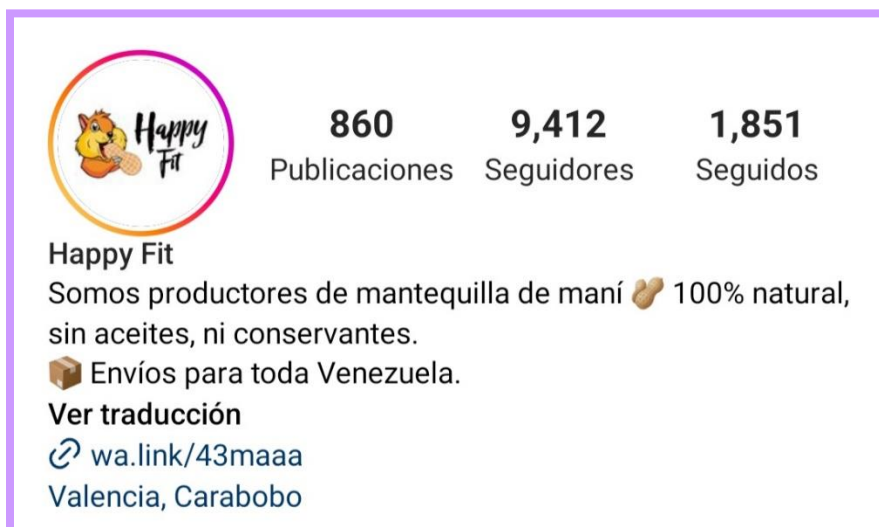 Happy
Fit
860 9,412 1,851
Publicaciones Seguidores Seguidos
Happy Fit
Somos productores de mantequilla de maní 🥜 100% natural,
sin aceites, ni conservantes.
📦 Envíos para toda Venezuela.
Ver traducción
wa.link/43maaa
Valencia, Carabobo